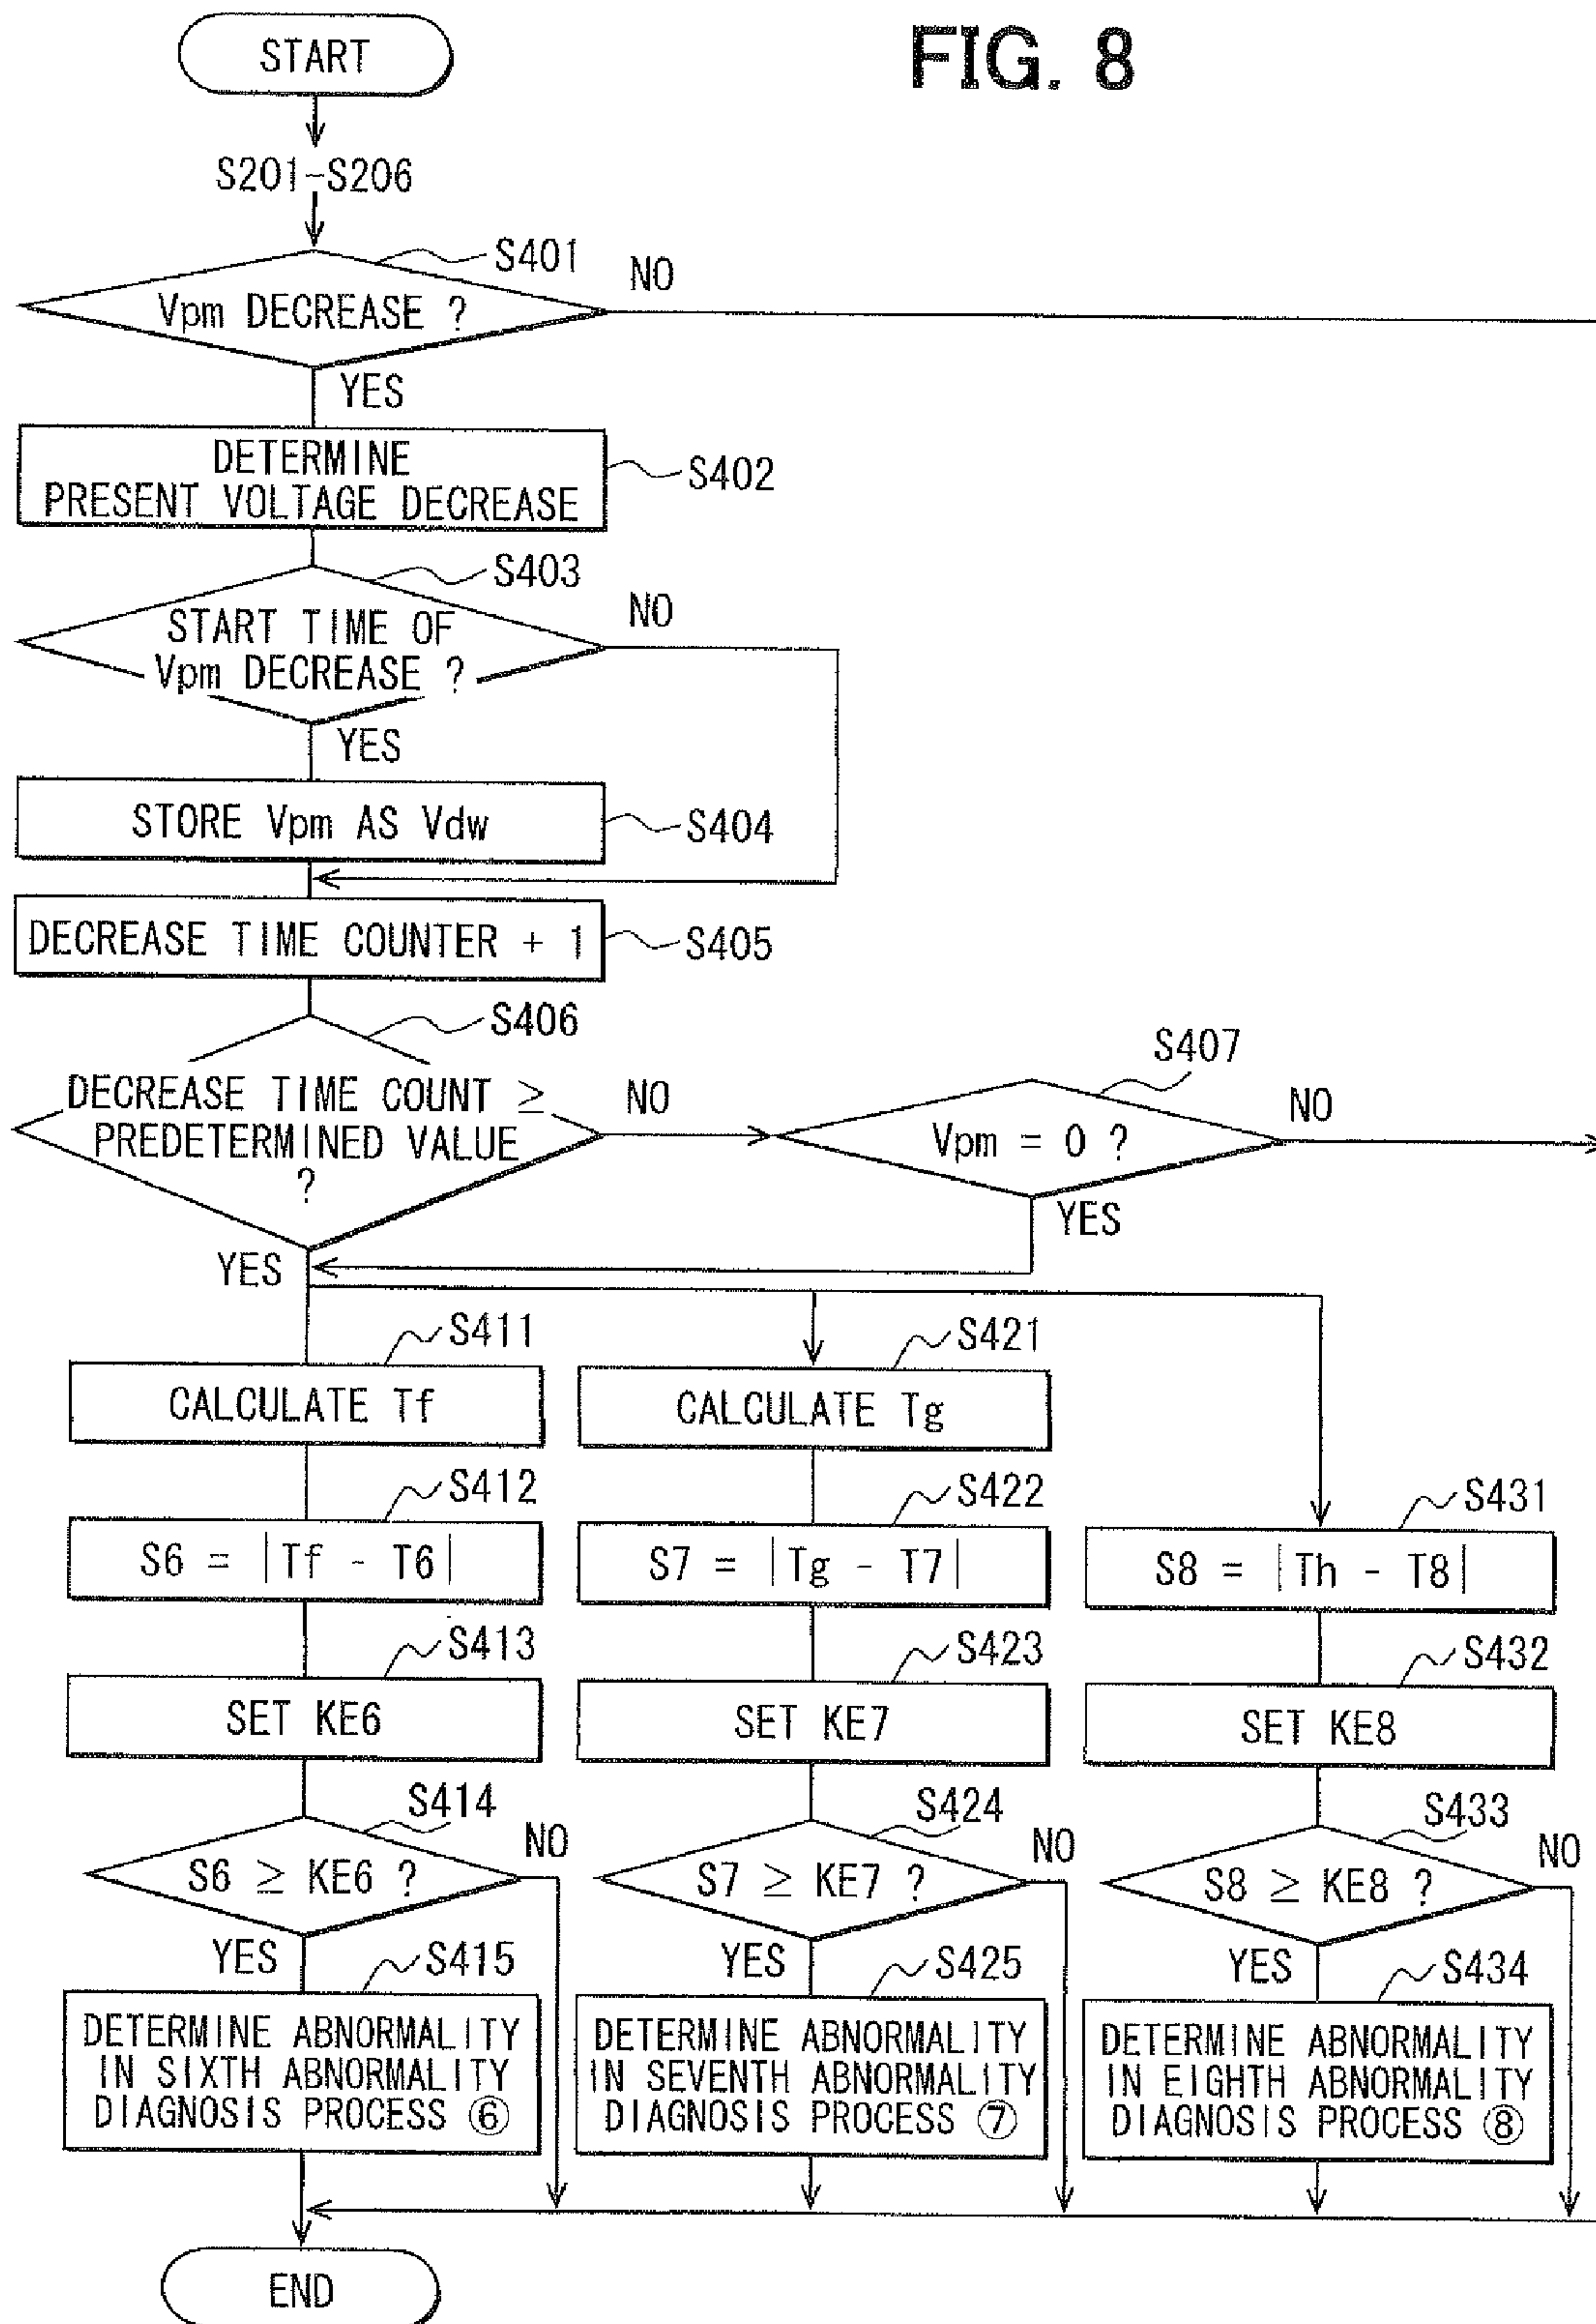 FIG. 8
START
S201-S206
S401
NO
Vpm DECREASE ?
YES
DETERMINE
PRESENT VOLTAGE DECREASE
S402
S403
NO
START TIME OF
Vpm DECREASE ?
YES
STORE Vpm AS Vdw
S404
DECREASE TIME COUNTER + 1
S405
S406
DECREASE TIME COUNT ≥
PREDETERMINED VALUE
?
NO
YES
S407
Vpm = 0 ?
NO
YES
S411
CALCULATE Tf
S412
S6 = |Tf - T6|
S413
SET KE6
S414
S6 ≥ KE6 ?
NO
YES
S415
DETERMINE ABNORMALITY
IN SIXTH ABNORMALITY
DIAGNOSIS PROCESS ⑥
S421
CALCULATE Tg
S422
S7 = |Tg - T7|
S423
SET KE7
S424
S7 ≥ KE7 ?
NO
YES
S425
DETERMINE ABNORMALITY
IN SEVENTH ABNORMALITY
DIAGNOSIS PROCESS ⑦
S431
S8 = |Th - T8|
S432
SET KE8
S433
S8 ≥ KE8 ?
NO
YES
S434
DETERMINE ABNORMALITY
IN EIGHTH ABNORMALITY
DIAGNOSIS PROCESS ⑧
END